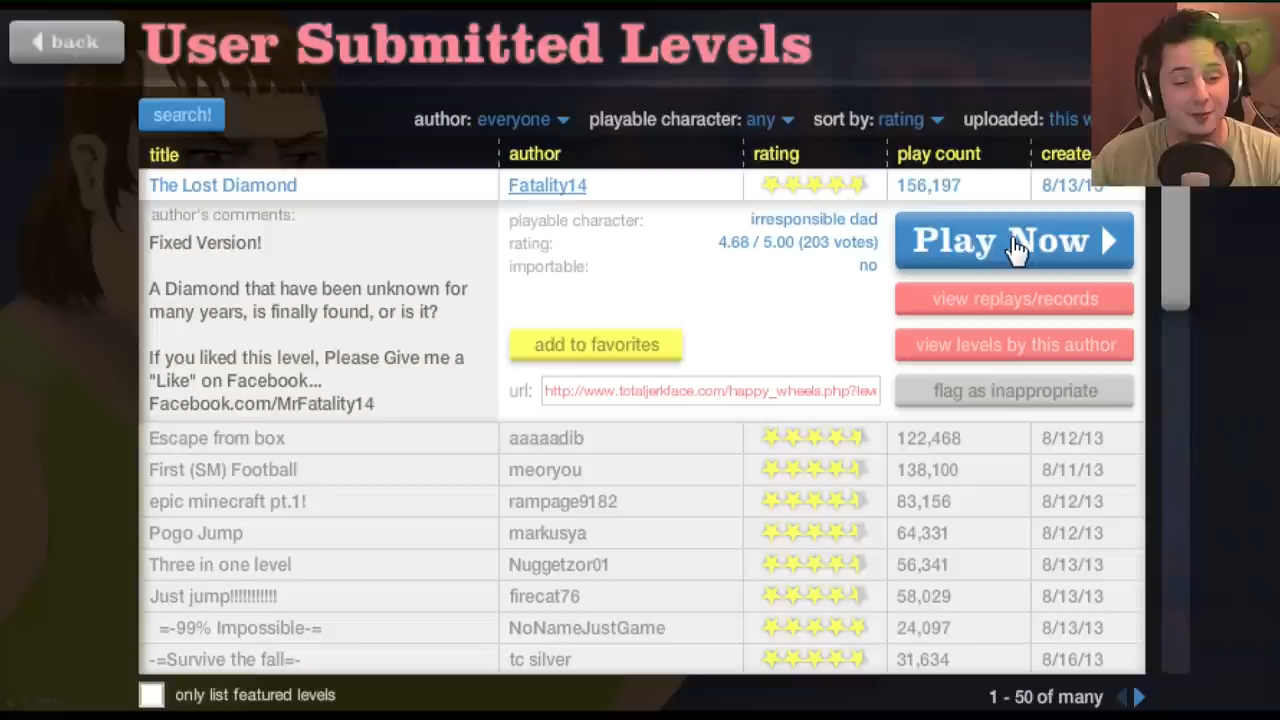 back
User Submitted Levels
search!
author: everyone playable character: any sort by: rating uploaded: this
title author rating play count create
The Lost Diamond Fatality14 156,197 8/13/13
author's comments:
Fixed Version!
A Diamond that have been unknown for
many years, is finally found, or is it?
If you liked this level, Please Give me a
"Like" on Facebook...
Facebook.com/MrFatality14
playable character: irresponsible dad
rating: 4.68 / 5.00 (203 votes)
importable: no
add to favorites
url: http://www.totaljerkface.com/happy_wheels.php?lev
Play Now
view replays/records
view levels by this author
flag as inappropriate
Escape from box aaaaadib 122,468 8/12/13
First (SM) Football meoryou 138,100 8/11/13
epic minecraft pt.1! rampage9182 83,156 8/12/13
Pogo Jump markusya 64,331 8/12/13
Three in one level Nuggetzor01 56,341 8/13/13
Just jump!!!!!!!!!! firecat76 58,029 8/13/13
=-99% Impossible-= NoNameJustGame 24,097 8/13/13
-=Survive the fall=- tc silver 31,634 8/16/13
only list featured levels
1 - 50 of many